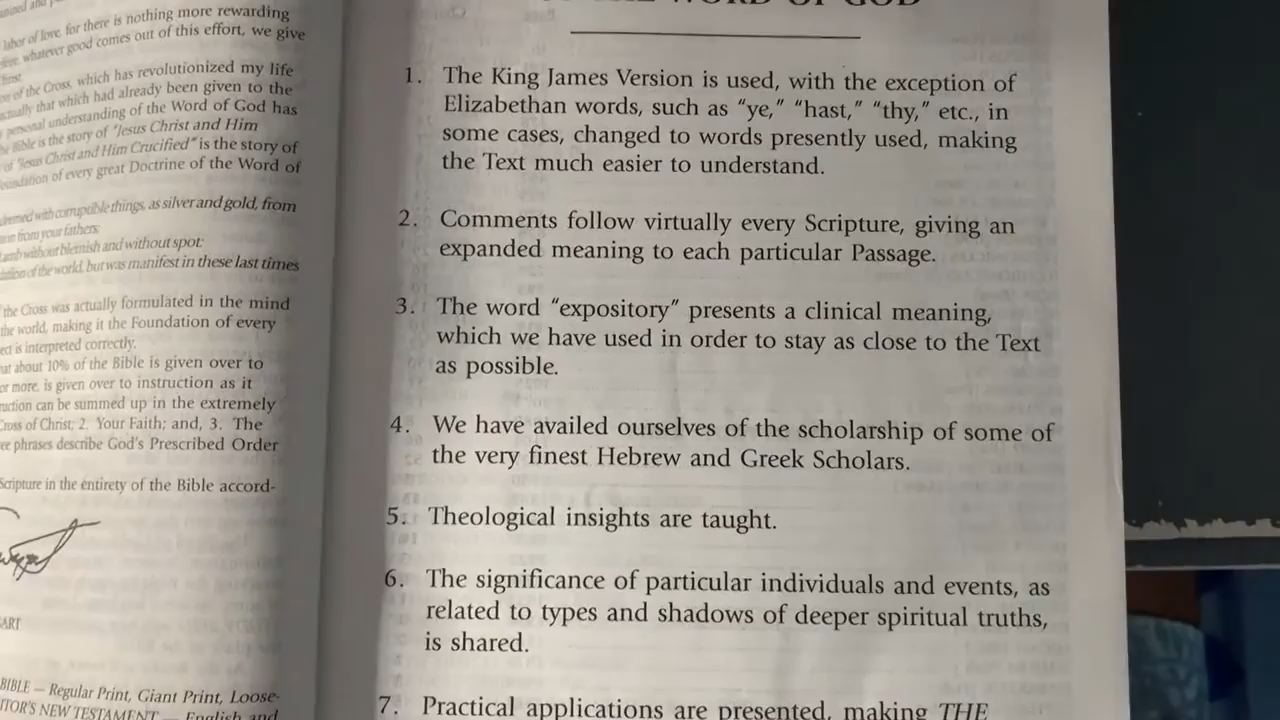 labor of love, for there is nothing more rewarding
whatever good comes out of this effort, we give
of the Cross, which has revolutionized my life
actually that which had already been given to the
personal understanding of the Word of God has
Bible is the story of "Jesus Christ and Him
of "Jesus Christ and Him Crucified" is the story of
of every great Doctrine of the Word of
with corruptible things, as silver and gold, from
from your fathers;
without blemish and without spot:
of the world, but was manifest in these last times
the Cross was actually formulated in the mind
the world, making it the Foundation of every
is interpreted correctly.
about 10% of the Bible is given over to
or more, is given over to instruction as it
can be summed up in the extremely
Cross of Christ; 2. Your Faith; and, 3. The
phrases describe God's Prescribed Order
Scripture in the entirety of the Bible accord-
BIBLE — Regular Print, Giant Print, Loose-
NEW TESTAMENT — English and
THE WORD OF GOD
1. The King James Version is used, with the exception of
Elizabethan words, such as "ye," "hast," "thy," etc., in
some cases, changed to words presently used, making
the Text much easier to understand.
2. Comments follow virtually every Scripture, giving an
expanded meaning to each particular Passage.
3. The word "expository" presents a clinical meaning,
which we have used in order to stay as close to the Text
as possible.
4. We have availed ourselves of the scholarship of some of
the very finest Hebrew and Greek Scholars.
5. Theological insights are taught.
6. The significance of particular individuals and events, as
related to types and shadows of deeper spiritual truths,
is shared.
7. Practical applications are presented, making THE